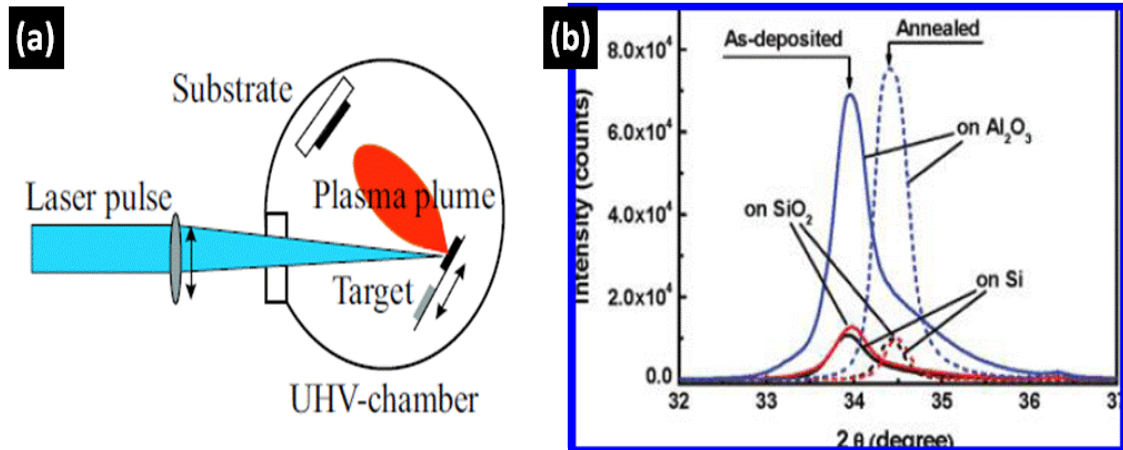 (a)
Substrate
Laser pulse
Plasma plume
Target
UHV-chamber
(b)
As-deposited
Annealed
8.0x10⁴
6.0x10⁴
4.0x10⁴
2.0x10⁴
0.0
Intensity (counts)
on Al₂O₃
on SiO₂
on Si
32 33 34 35 36 37
2 θ (degree)